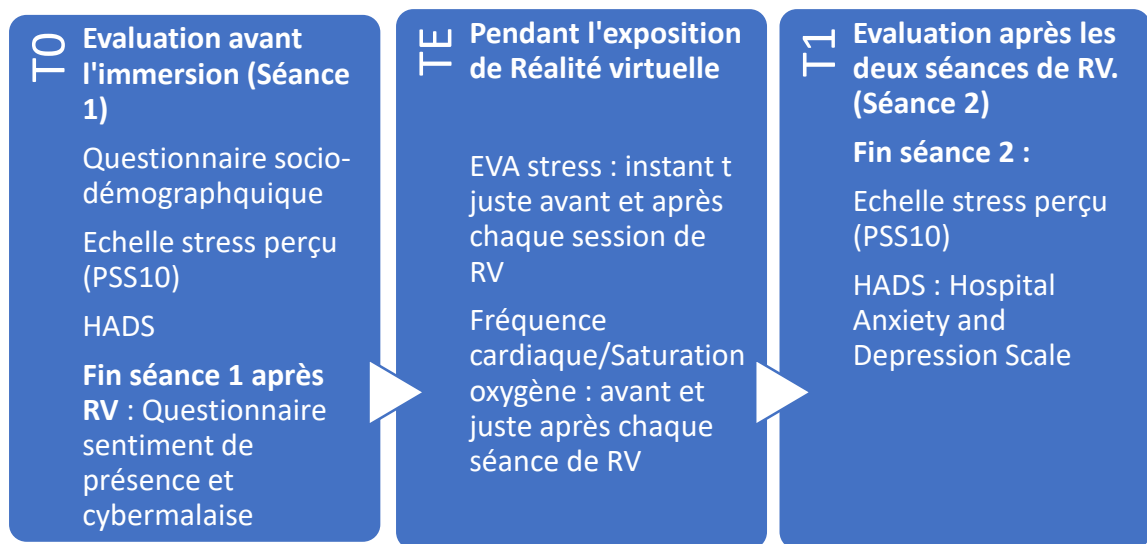 T0
Evaluation avant
l'immersion (Séance
1)
Questionnaire socio-
démographquique
Echelle stress perçu
(PSS10)
HADS
Fin séance 1 après
RV : Questionnaire
sentiment de
présence et
cybermalaise
TE
Pendant l'exposition
de Réalité virtuelle
EVA stress : instant t
juste avant et après
chaque session de
RV
Fréquence
cardiaque/Saturation
oxygène : avant et
juste après chaque
séance de RV
T1
Evaluation après les
deux séances de RV.
(Séance 2)
Fin séance 2 :
Echelle stress perçu
(PSS10)
HADS : Hospital
Anxiety and
Depression Scale